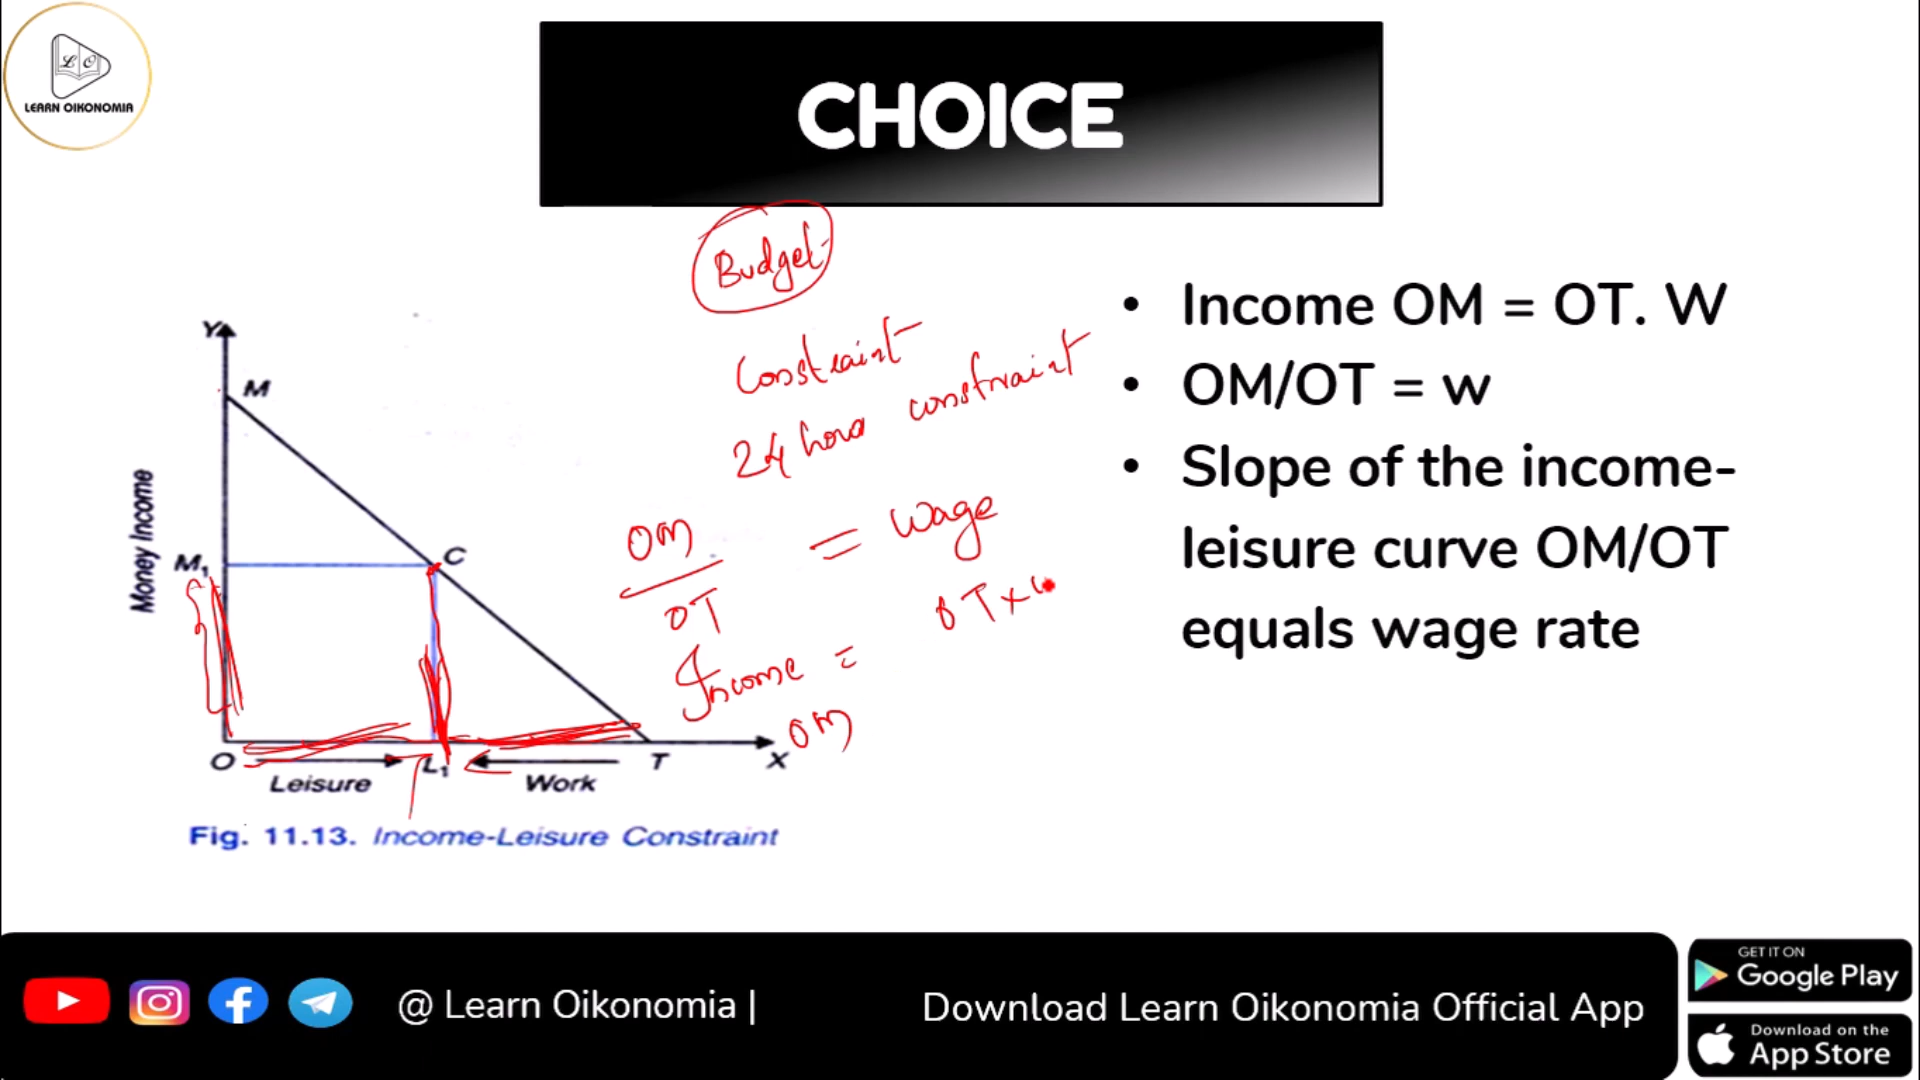 LO
LEARN OIKONOMIA
CHOICE
Budget
Constraint
24 hour constraint
OM
OT
= wage
OT x
Income =
OM
Y
M
M₁
C
Money Income
O
L₁
T
X
Leisure
Work
Fig. 11.13. Income-Leisure Constraint
• Income OM = OT. W
• OM/OT = w
• Slope of the income-
leisure curve OM/OT
equals wage rate
@ Learn Oikonomia |
Download Learn Oikonomia Official App
GET IT ON
Google Play
Download on the
App Store